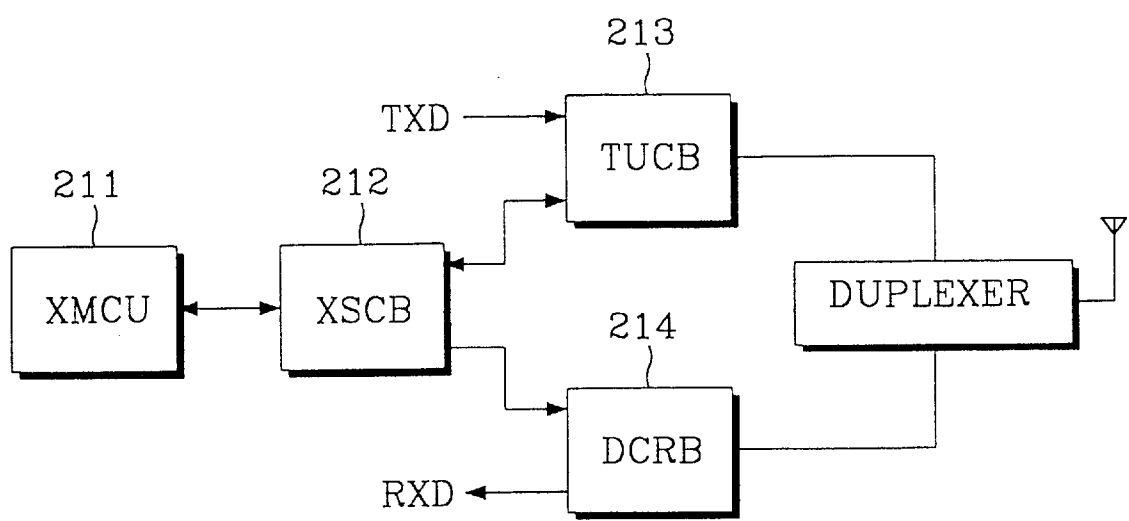 213
TXD
TUCB
211
212
XMCU
XSCB
DUPLEXER
214
DCRB
RXD